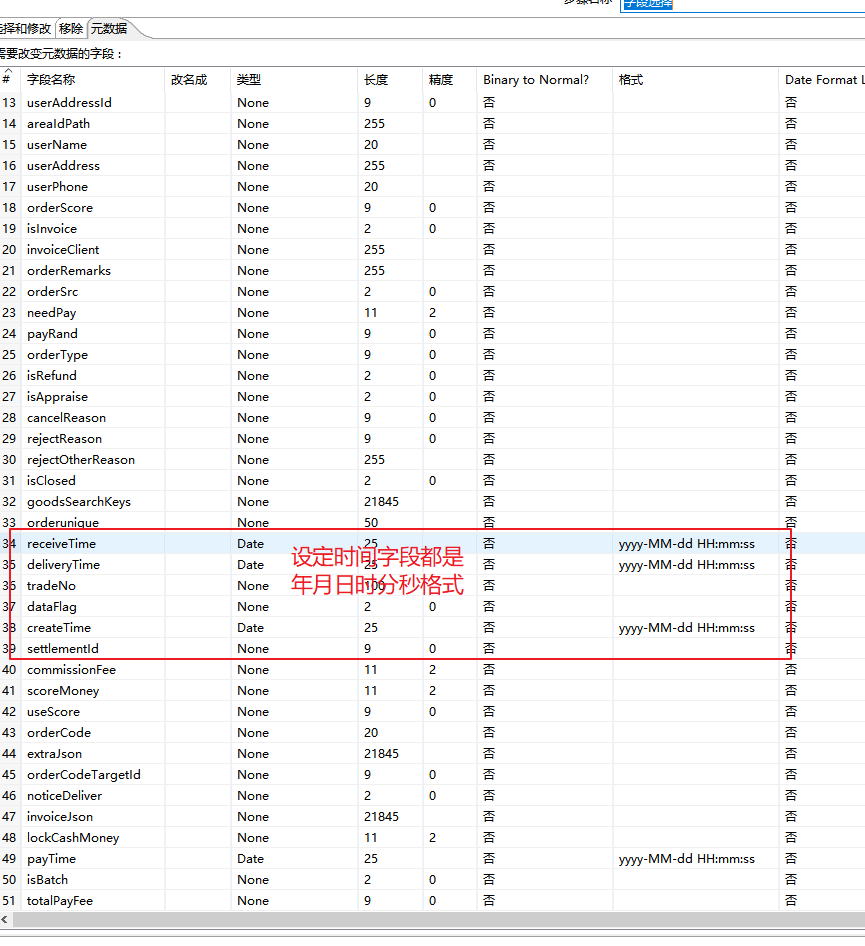 步骤名称 字段选择
选择和修改 移除 元数据
需要改变元数据的字段：
# 字段名称 改名成 类型 长度 精度 Binary to Normal? 格式 Date Format L
13 userAddressId None 9 0 否 否
14 areaIdPath None 255 否 否
15 userName None 20 否 否
16 userAddress None 255 否 否
17 userPhone None 20 否 否
18 orderScore None 9 0 否 否
19 isInvoice None 2 0 否 否
20 invoiceClient None 255 否 否
21 orderRemarks None 255 否 否
22 orderSrc None 2 0 否 否
23 needPay None 11 2 否 否
24 payRand None 9 0 否 否
25 orderType None 9 0 否 否
26 isRefund None 2 0 否 否
27 isAppraise None 2 0 否 否
28 cancelReason None 9 0 否 否
29 rejectReason None 9 0 否 否
30 rejectOtherReason None 255 否 否
31 isClosed None 2 0 否 否
32 goodsSearchKeys None 21845 否 否
33 orderunique None 50 否 否
34 receiveTime Date 25 否 yyyy-MM-dd HH:mm:ss 否
设定时间字段都是
35 deliveryTime Date 25 否 yyyy-MM-dd HH:mm:ss 否
年月日时分秒格式
36 tradeNo None 100 否 否
37 dataFlag None 2 0 否 否
38 createTime Date 25 否 yyyy-MM-dd HH:mm:ss 否
39 settlementId None 9 0 否 否
40 commissionFee None 11 2 否 否
41 scoreMoney None 11 2 否 否
42 useScore None 9 0 否 否
43 orderCode None 20 否 否
44 extraJson None 21845 否 否
45 orderCodeTargetId None 9 0 否 否
46 noticeDeliver None 2 0 否 否
47 invoiceJson None 21845 否 否
48 lockCashMoney None 11 2 否 否
49 payTime Date 25 否 yyyy-MM-dd HH:mm:ss 否
50 isBatch None 2 0 否 否
51 totalPayFee None 9 0 否 否